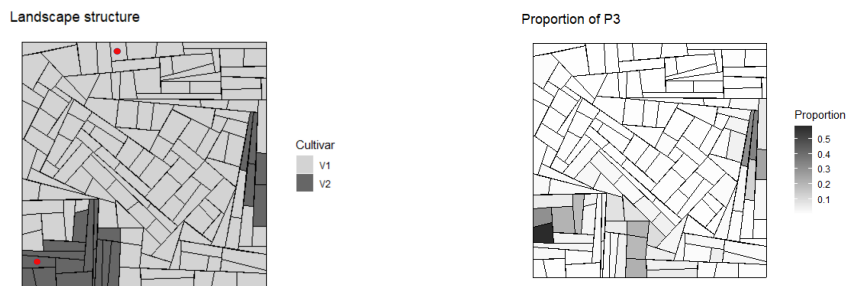 Landscape structure
Proportion of P3
Cultivar
V1
V2
Proportion
0.5
0.4
0.3
0.2
0.1